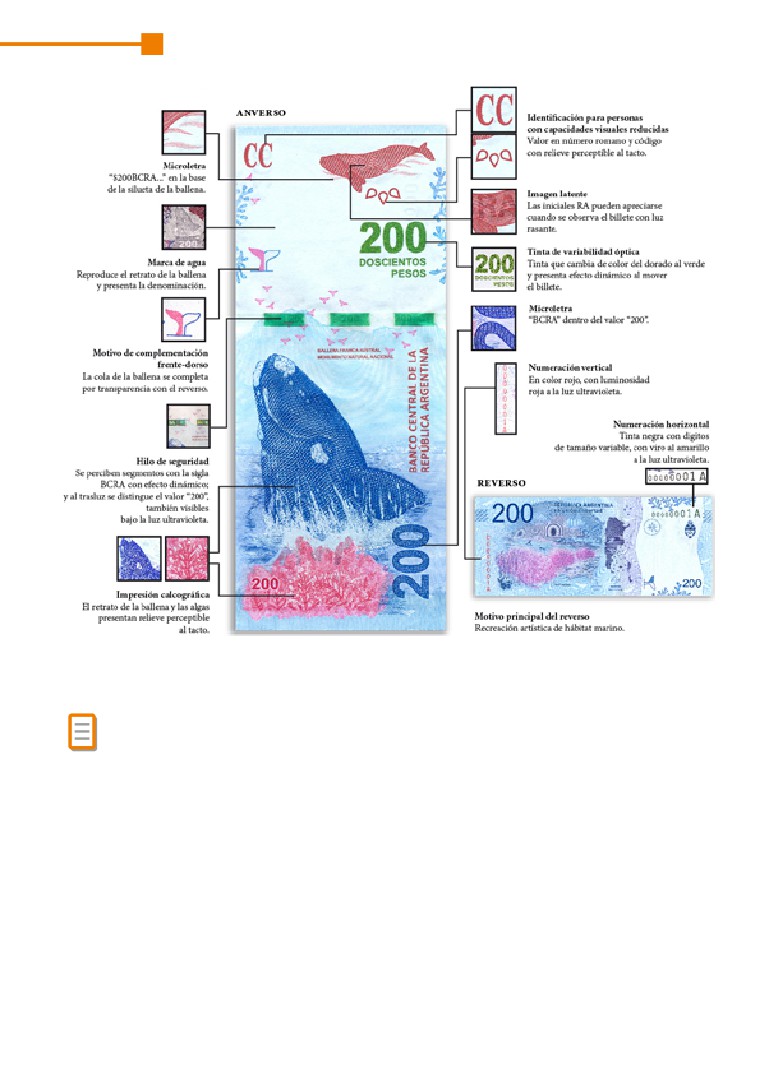 ANVERSO
CC
Microletra
"$200BCRA..." en la base
de la silueta de la ballena.
200
Marca de agua
Reproduce el retrato de la ballena
y presenta la denominación.
Motivo de complementación
frente-dorso
La cola de la ballena se completa
por transparencia con el reverso.
Hilo de seguridad
Se perciben segmentos con la sigla
BCRA con efecto dinámico;
y al trasluz se distingue el valor "200",
también visibles
bajo la luz ultravioleta.
Impresión calcográfica
El retrato de la ballena y las algas
presentan relieve perceptible
al tacto.
CC
200
DOSCIENTOS
PESOS
BALLENA FRANCA AUSTRAL
MONUMENTO NATURAL NACIONAL
BANCO CENTRAL DE LA
REPÚBLICA ARGENTINA
200
200
Identificación para personas
con capacidades visuales reducidas
Valor en número romano y código
con relieve perceptible al tacto.
Imagen latente
Las iniciales RA pueden apreciarse
cuando se observa el billete con luz
rasante.
200
DOSCIENTOS
PESOS
Tinta de variabilidad óptica
Tinta que cambia de color del dorado al verde
y presenta efecto dinámico al mover
el billete.
Microletra
"BCRA" dentro del valor "200".
Numeración vertical
En color rojo, con luminosidad
roja a la luz ultravioleta.
Numeración horizontal
Tinta negra con dígitos
de tamaño variable, con viro al amarillo
a la luz ultravioleta.
00000001 A
REVERSO
200
REPÚBLICA ARGENTINA
00000001 A
200
Motivo principal del reverso
Recreación artística de hábitat marino.